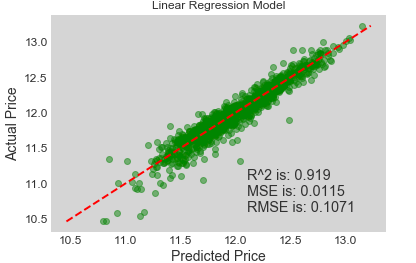 Linear Regression Model
Actual Price
13.0
12.5
12.0
11.5
11.0
10.5
R^2 is: 0.919
MSE is: 0.0115
RMSE is: 0.1071
10.5 11.0 11.5 12.0 12.5 13.0
Predicted Price